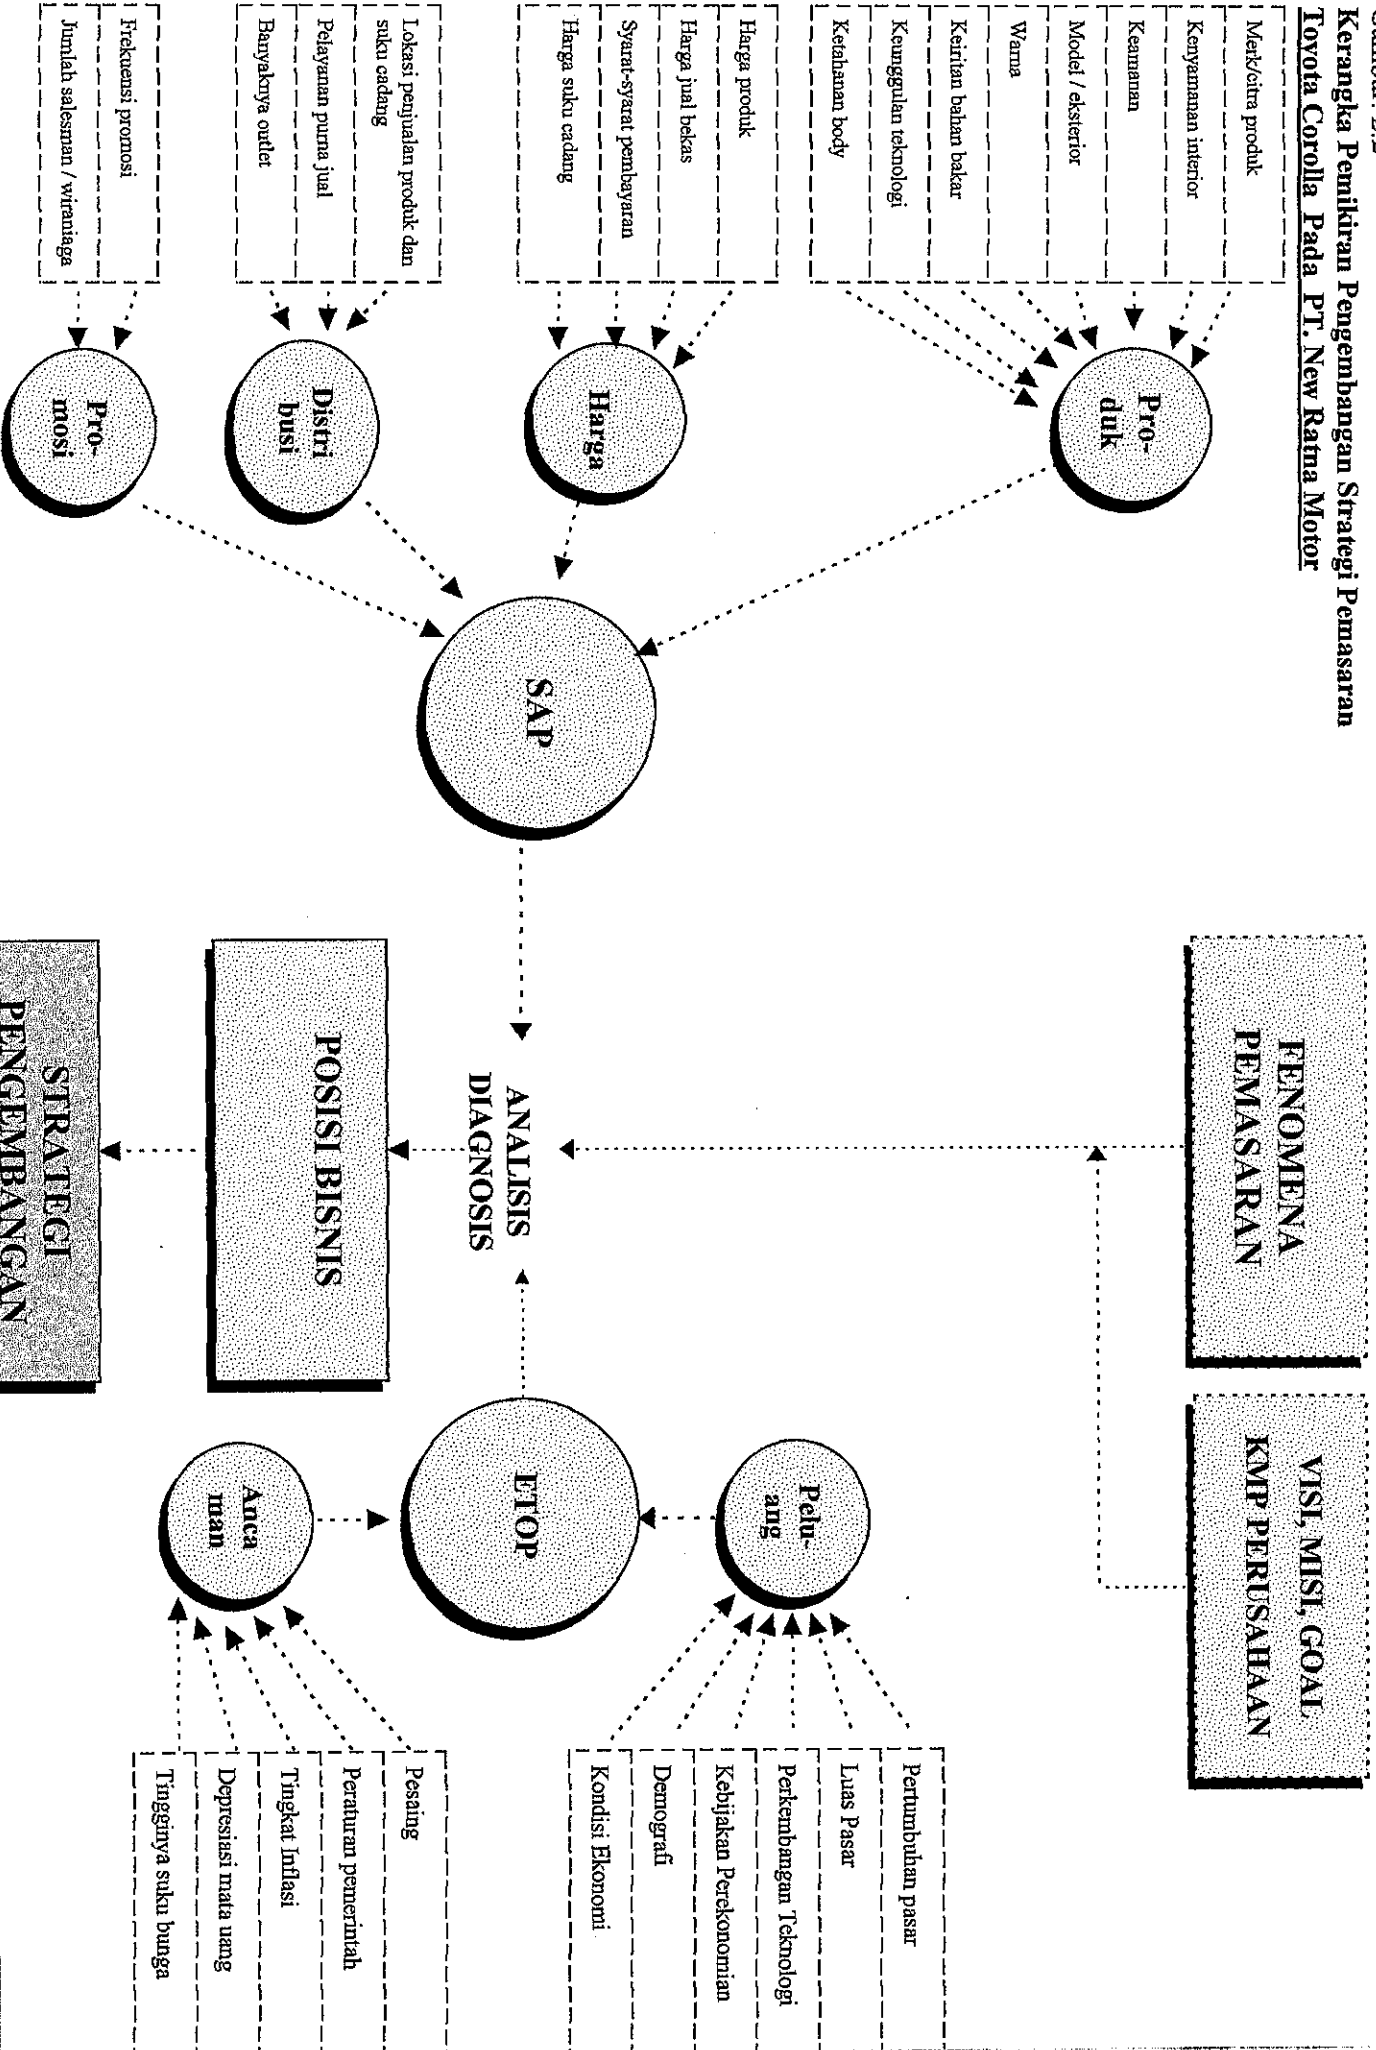 Kerangka Pemikiran Pengembangan Strategi Pemasaran
Toyota Corolla Pada PT. New Ratna Motor
FENOMENA
PEMASARAN
VISI, MISI, GOAL
KMP PERUSAHAAN
Merk/citra produk
Kenyamanan interior
Keamanan
Model / eksterior
Warna
Keiritan bahan bakar
Keunggulan teknologi
Ketahanan body
Pro-
duk
Harga produk
Harga jual bekas
Syarat-syarat pembayaran
Harga suku cadang
Harga
Lokasi penjualan produk dan
suku cadang
Pelayanan purna jual
Banyaknya outlet
Distri
busi
Frekuensi promosi
Jumlah salesman / wiraniaga
Pro-
mosi
SAP
ANALISIS
DIAGNOSIS
POSISI BISNIS
STRATEGI
PENGEMBANGAN
ETOP
Pelu-
ang
Anca
man
Pertumbuhan pasar
Luas Pasar
Perkembangan Teknologi
Kebijakan Perekonomian
Demografi
Kondisi Ekonomi
Pesaing
Peraturan pemerintah
Tingkat Inflasi
Depresiasi mata uang
Tingginya suku bunga